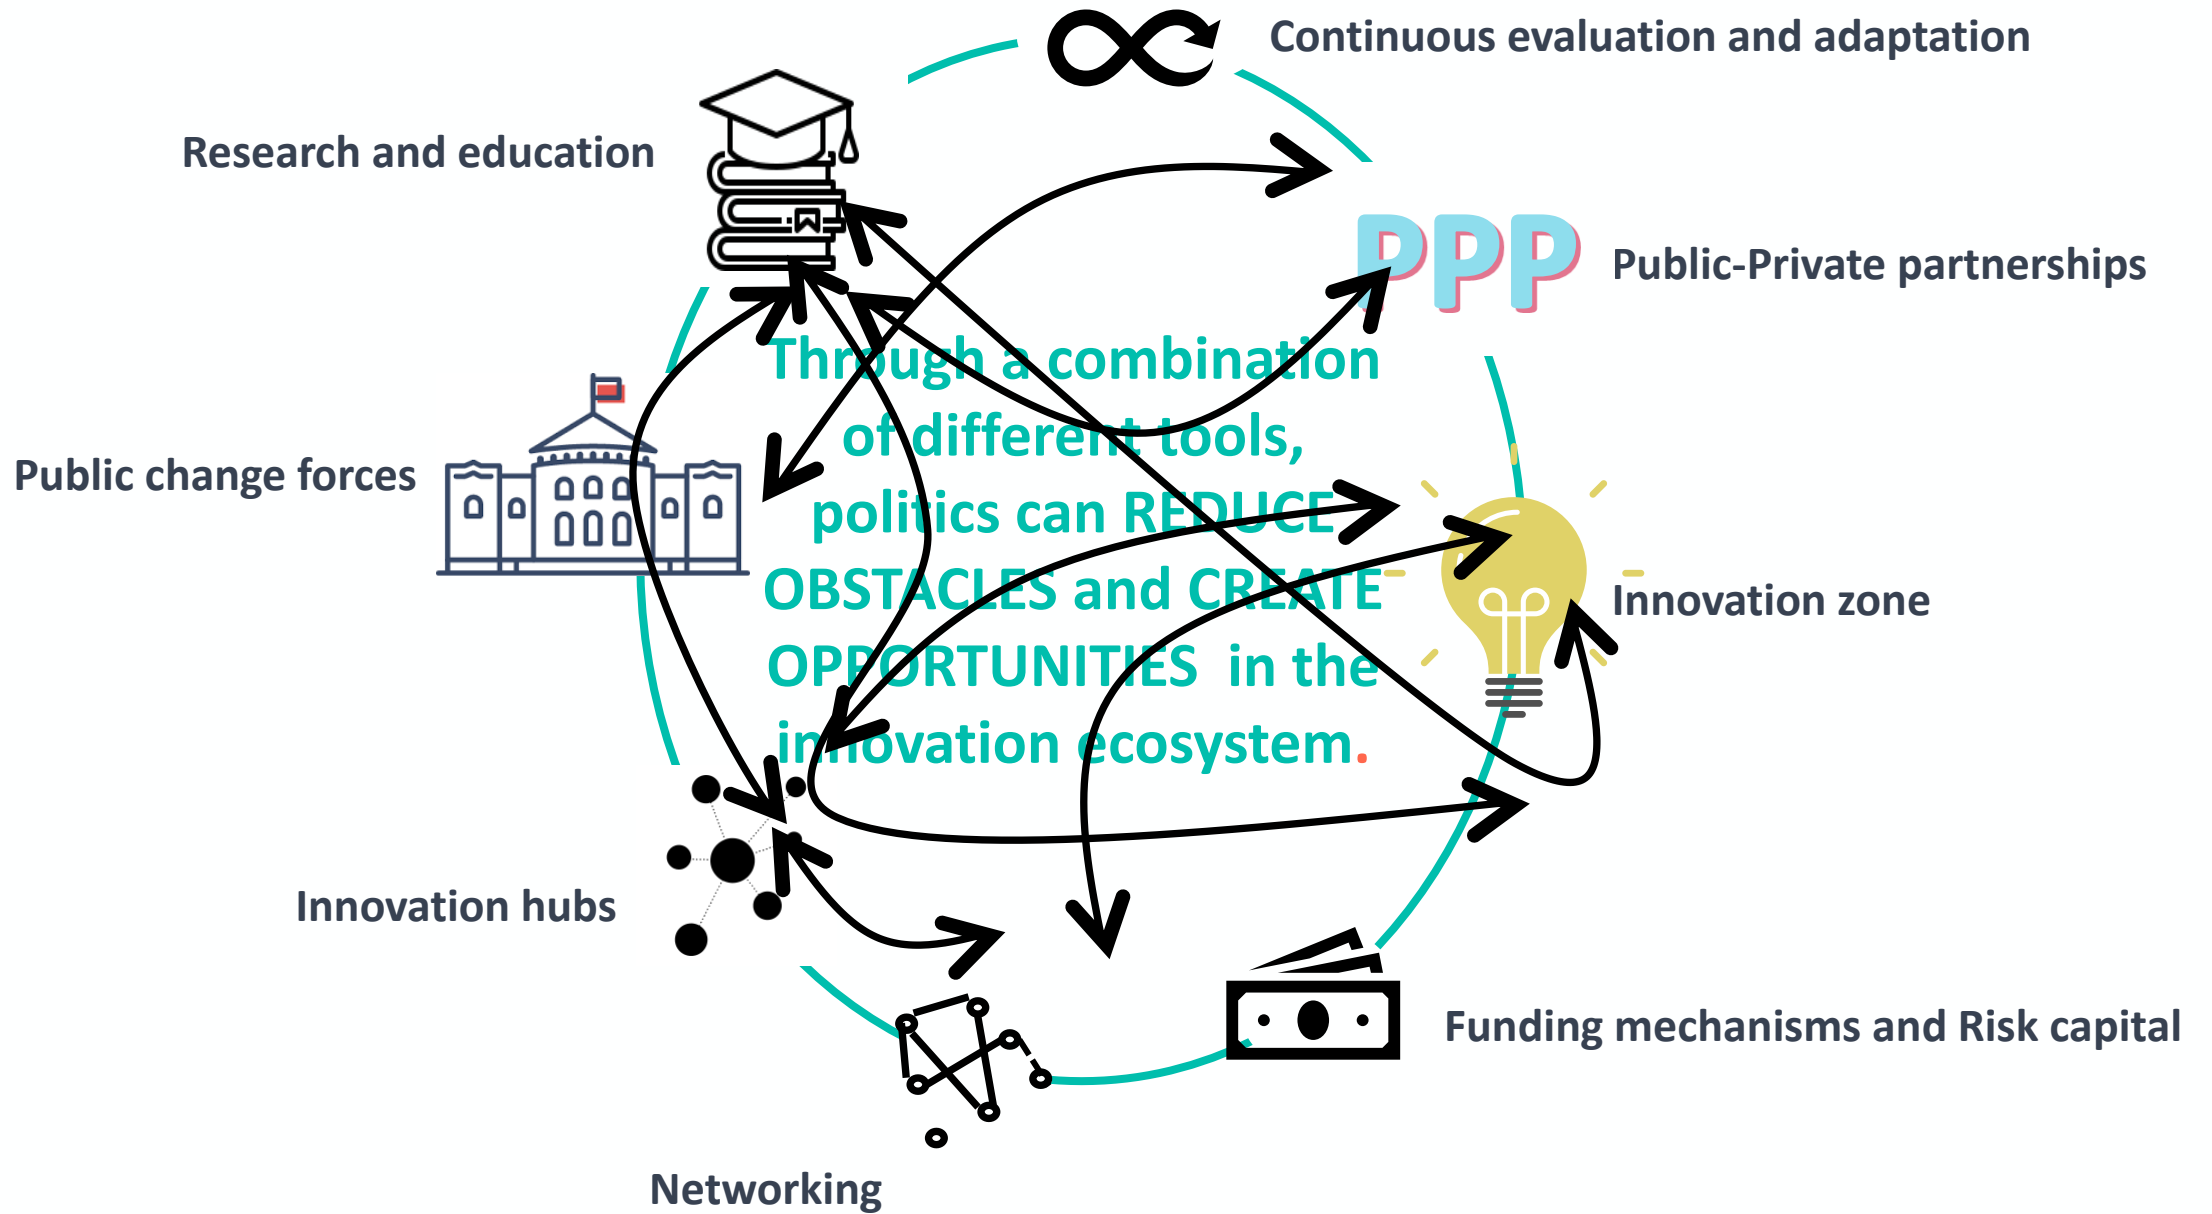 Continuous evaluation and adaptation
Research and education
PPP
Public-Private partnerships
Through a combination
of different tools,
politics can REDUCE
OBSTACLES and CREATE
OPPORTUNITIES in the
innovation ecosystem.
Public change forces
Innovation zone
Innovation hubs
Funding mechanisms and Risk capital
Networking